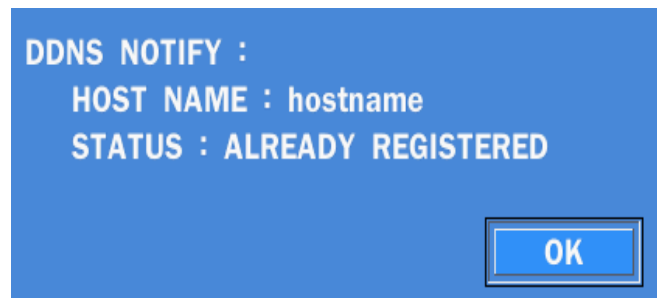 DDNS NOTIFY :
HOST NAME : hostname
STATUS : ALREADY REGISTERED
OK